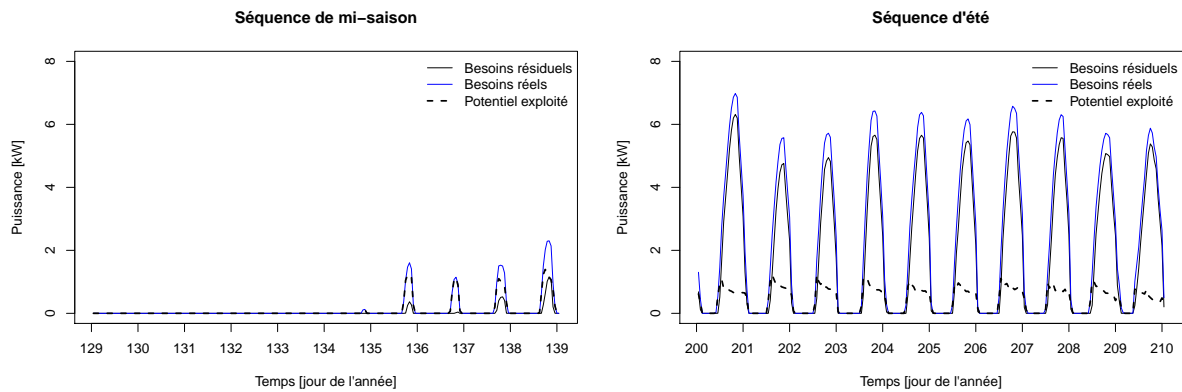 Séquence de mi−saison
Puissance [kW]
8
6
4
2
0
Besoins résiduels
Besoins réels
Potentiel exploité
129 130 131 132 133 134 135 136 137 138 139
Temps [jour de l'année]
Séquence d'été
Puissance [kW]
8
6
4
2
0
Besoins résiduels
Besoins réels
Potentiel exploité
200 201 202 203 204 205 206 207 208 209 210
Temps [jour de l'année]